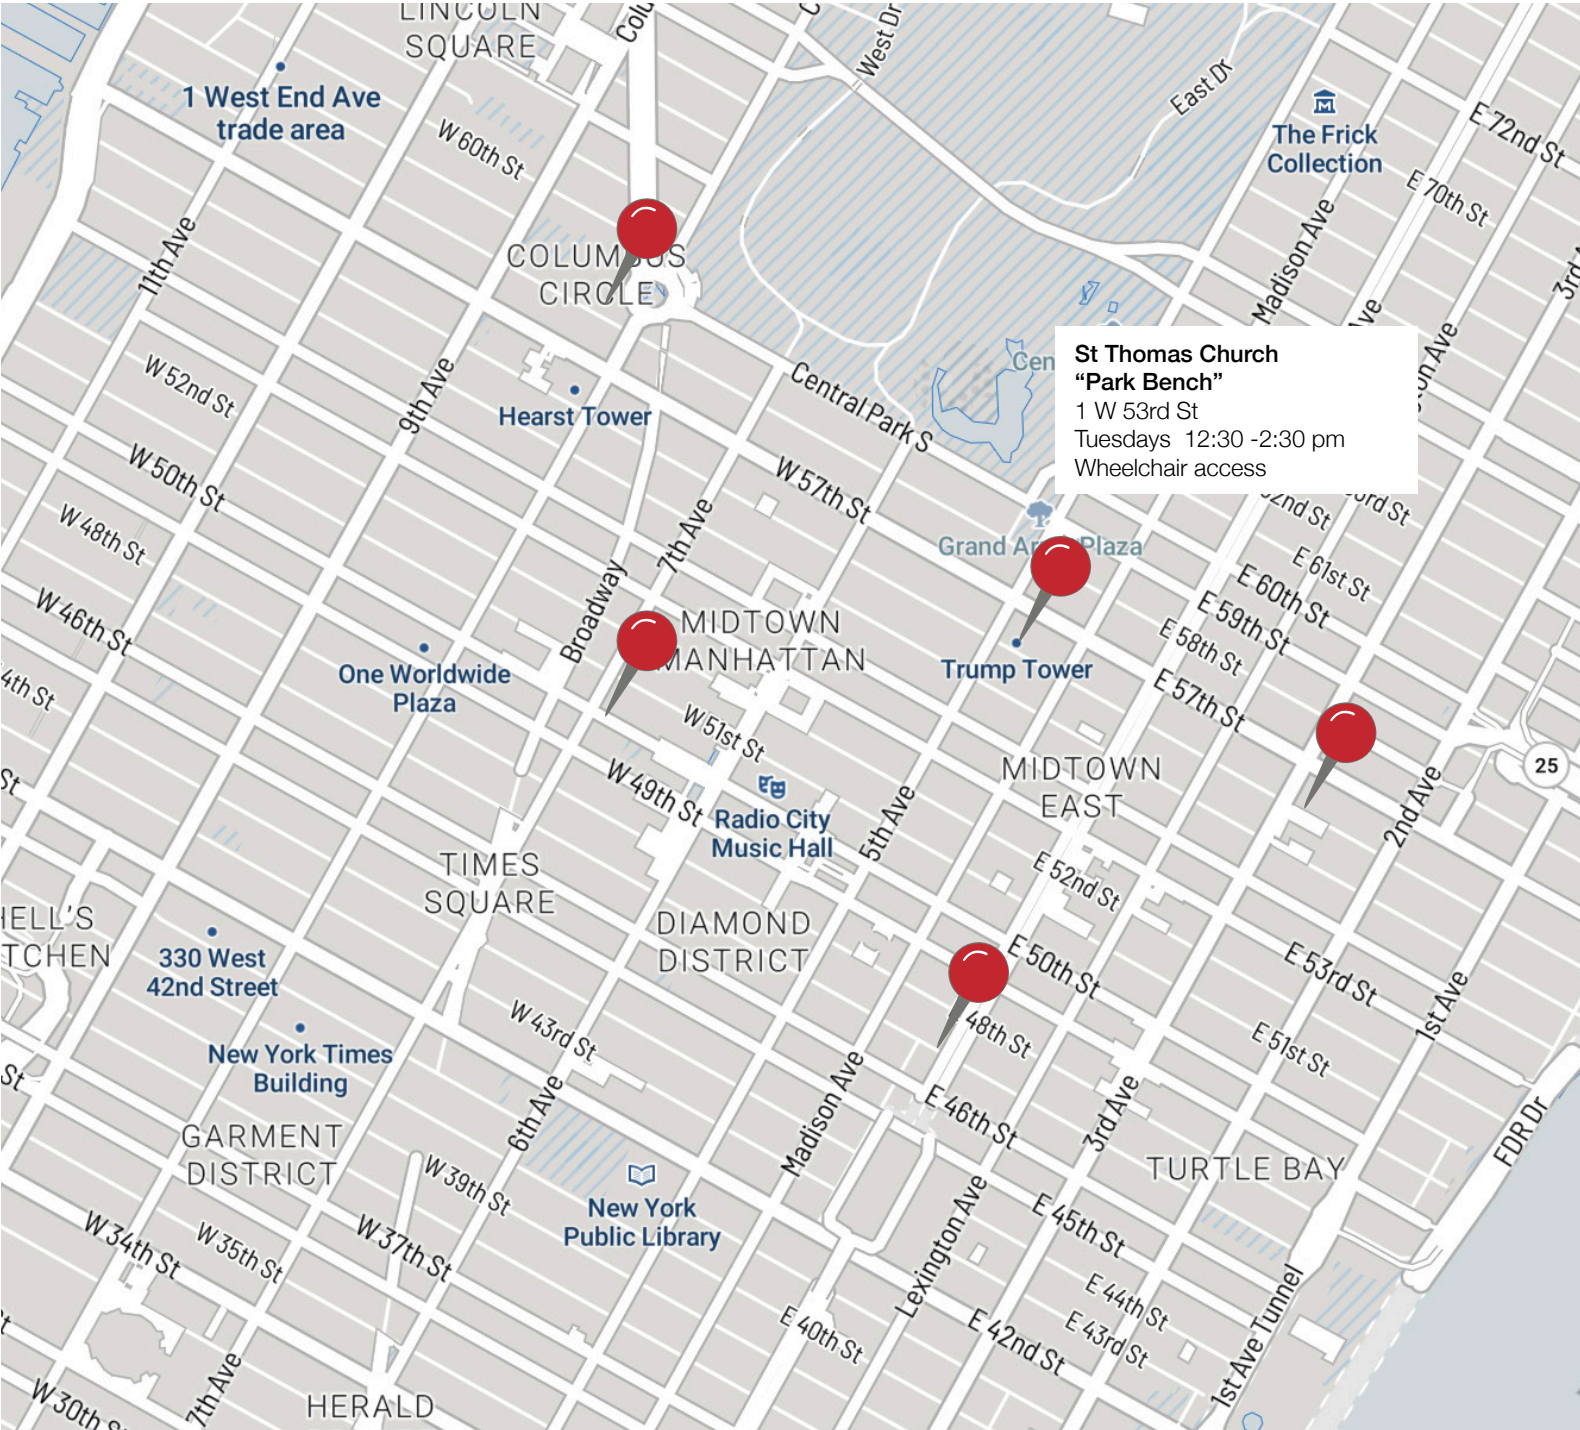 LINCOLN
SQUARE
West Dr
East Dr
1 West End Ave
trade area
W 60th St
The Frick
Collection
E 72nd St
E 70th St
11th Ave
COLUMBUS
CIRCLE
Madison Ave
St Thomas Church
“Park Bench”
1 W 53rd St
Tuesdays 12:30 -2:30 pm
Wheelchair access
W 52nd St
9th Ave
Hearst Tower
Central Park S
W 50th St
W 57th St
W 48th St
7th Ave
Grand Plaza
E 61st St
E 60th St
E 59th St
E 58th St
W 46th St
Broadway
MIDTOWN
MANHATTAN
One Worldwide
Plaza
Trump Tower
E 57th St
W 51st St
W 49th St
MIDTOWN
EAST
25
2nd Ave
Radio City
Music Hall
5th Ave
TIMES
SQUARE
E 52nd St
DIAMOND
DISTRICT
330 West
42nd Street
E 50th St
E 53rd St
1st Ave
W 43rd St
48th St
E 51st St
New York Times
Building
6th Ave
Madison Ave
E 46th St
3rd Ave
FDR Dr
GARMENT
DISTRICT
W 39th St
TURTLE BAY
New York
Public Library
Lexington Ave
E 45th St
W 34th St
W 35th St
W 37th St
E 44th St
E 43rd St
E 40th St
E 42nd St
1st Ave Tunnel
7th Ave
HERALD
W 30th St